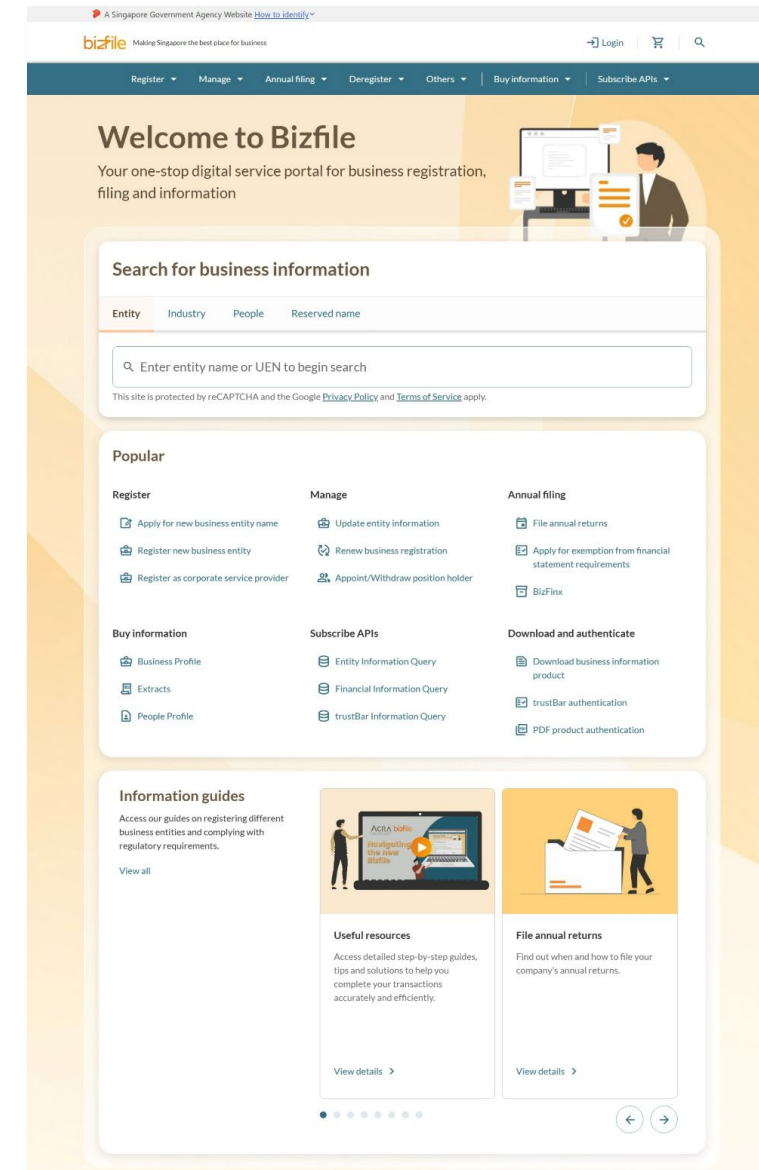 A Singapore Government Agency Website How to identify
bizfile Making Singapore the best place for business
Login
Register Manage Annual filing Deregister Others Buy information Subscribe APIs
Welcome to Bizfile
Your one-stop digital service portal for business registration,
filing and information
Search for business information
Entity Industry People Reserved name
Enter entity name or UEN to begin search
This site is protected by reCAPTCHA and the Google Privacy Policy and Terms of Service apply.
Popular
Register
Apply for new business entity name
Register new business entity
Register as corporate service provider
Manage
Update entity information
Renew business registration
Appoint/Withdraw position holder
Annual filing
File annual returns
Apply for exemption from financial
statement requirements
BizFinx
Buy information
Business Profile
Extracts
People Profile
Subscribe APIs
Entity Information Query
Financial Information Query
trustBar Information Query
Download and authenticate
Download business information
product
trustBar authentication
PDF product authentication
Information guides
Access our guides on registering different
business entities and complying with
regulatory requirements.
View all
ACRA bizfile
Navigating
the new
Bizfile
Useful resources
Access detailed step-by-step guides,
tips and solutions to help you
complete your transactions
accurately and efficiently.
View details
File annual returns
Find out when and how to file your
company's annual returns.
View details